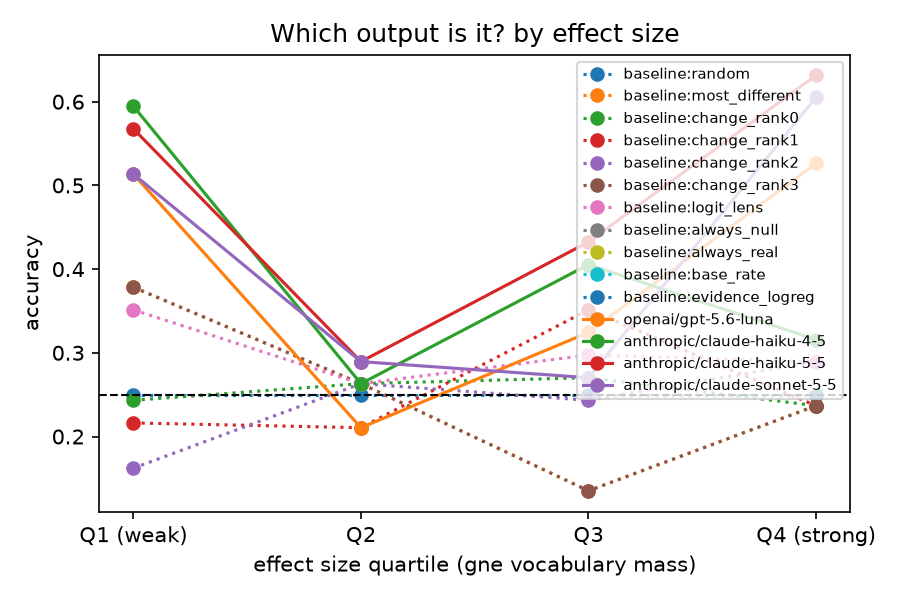 Which output is it? by effect size
accuracy
0.6
0.5
0.4
0.3
0.2
baseline:random
baseline:most_different
baseline:change_rank0
baseline:change_rank1
baseline:change_rank2
baseline:change_rank3
baseline:logit_lens
baseline:always_null
baseline:always_real
baseline:base_rate
baseline:evidence_logreg
openai/gpt-5.6-luna
anthropic/claude-haiku-4-5
anthropic/claude-haiku-5-5
anthropic/claude-sonnet-5-5
Q1 (weak)
Q2
Q3
Q4 (strong)
effect size quartile (gne vocabulary mass)